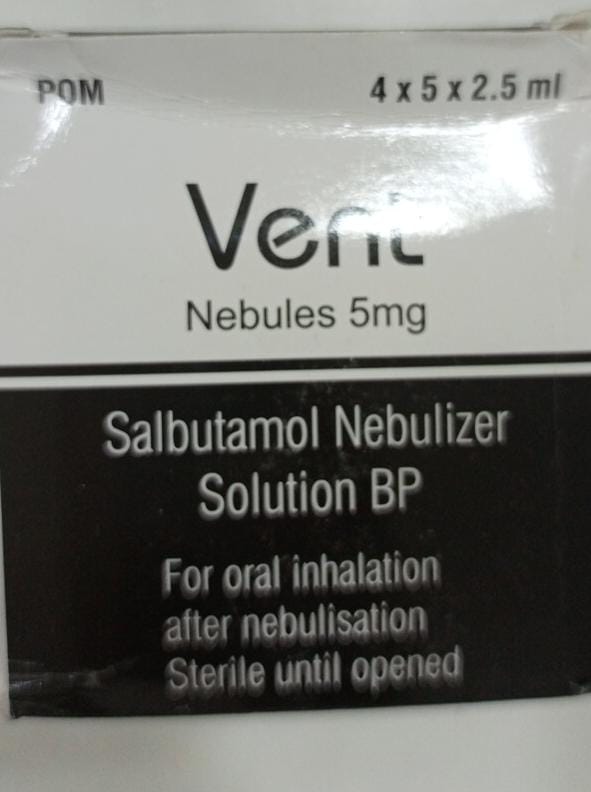 POM
4 x 5 x 2.5 ml
Vent
Nebules 5mg
Salbutamol Nebulizer
Solution BP
For oral inhalation
after nebulisation
Sterile until opened